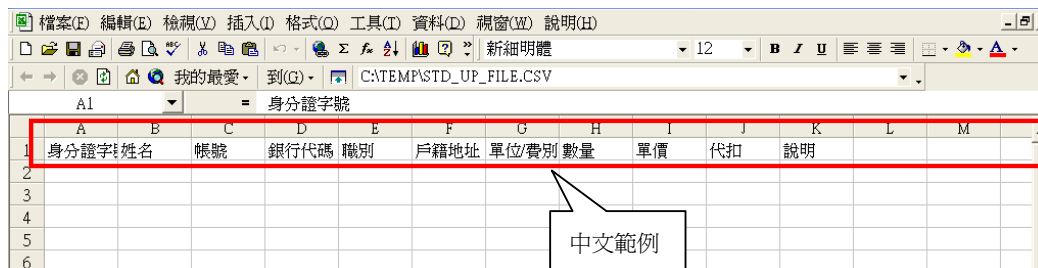 檔案(F) 編輯(E) 檢視(V) 插入(I) 格式(O) 工具(T) 資料(D) 視窗(W) 說明(H)
新細明體 12 B I U
我的最愛 到(G) C:\TEMP\STD_UP_FILE.CSV
A1 = 身分證字號
A B C D E F G H I J K L M
1 身分證字 姓名 帳號 銀行代碼 職別 戶籍地址 單位/費別 數量 單價 代扣 說明
2
3
4
5
6
中文範例